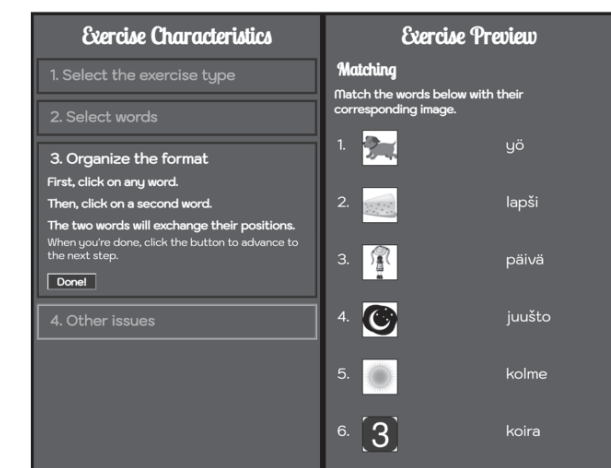 Exercise Characteristics
1. Select the exercise type
2. Select words
3. Organize the format
First, click on any word.
Then, click on a second word.
The two words will exchange their positions.
When you're done, click the button to advance to
the next step.
Done!
4. Other issues
Exercise Preview
Matching
Match the words below with their
corresponding image.
1. yö
2. lapši
3. päivä
4. juušto
5. kolme
6. 3 koira